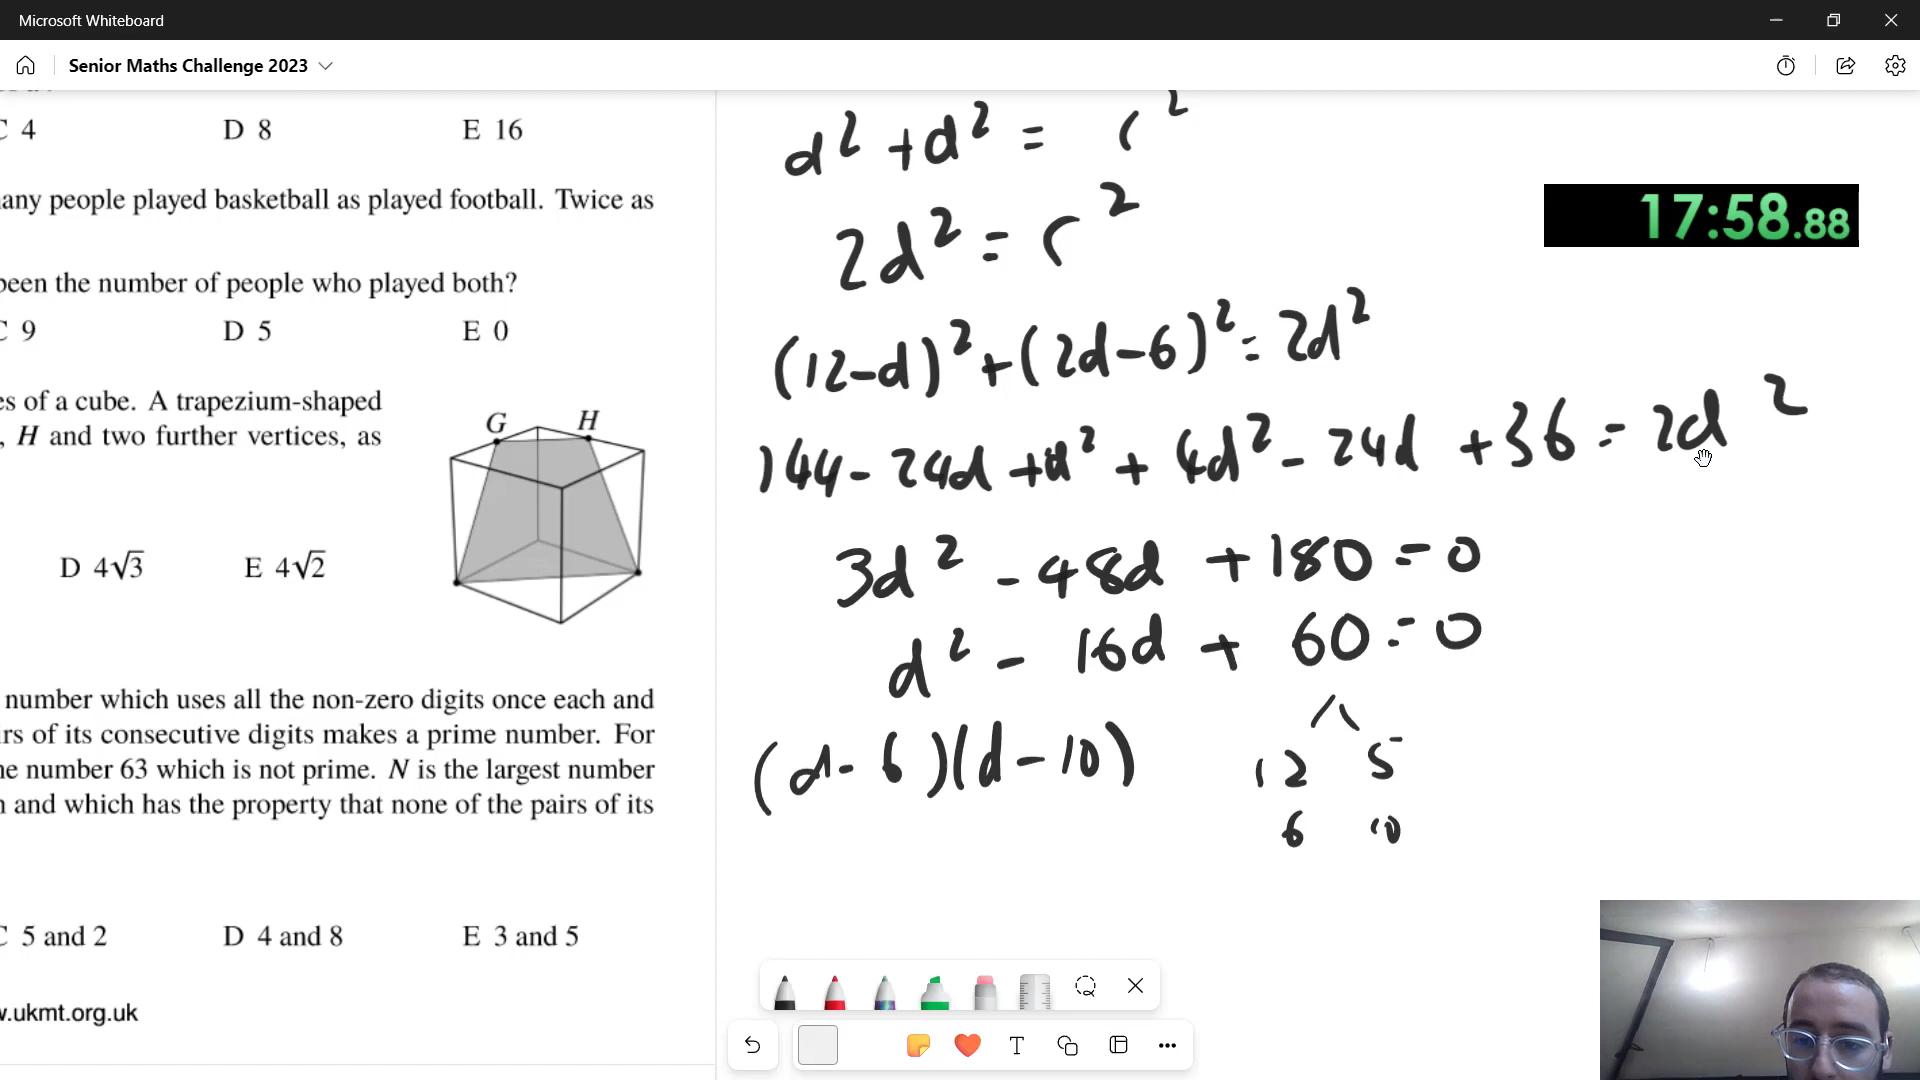 Microsoft Whiteboard
Senior Maths Challenge 2023
C 4 D 8 E 16
any people played basketball as played football. Twice as
been the number of people who played both?
C 9 D 5 E 0
es of a cube. A trapezium-shaped
, H and two further vertices, as
G H
D 4√3 E 4√2
number which uses all the non-zero digits once each and
irs of its consecutive digits makes a prime number. For
ne number 63 which is not prime. N is the largest number
and which has the property that none of the pairs of its
C 5 and 2 D 4 and 8 E 3 and 5
.ukmt.org.uk
d² + d² = r²
2d² = r²
(12-d)² + (2d-6)² = 2d²
144 - 24d + d² + 4d² - 24d + 36 = 2d²
3d² - 48d + 180 = 0
d² - 16d + 60 = 0
(d-6)(d-10)
12 5
6 10
17:58.88